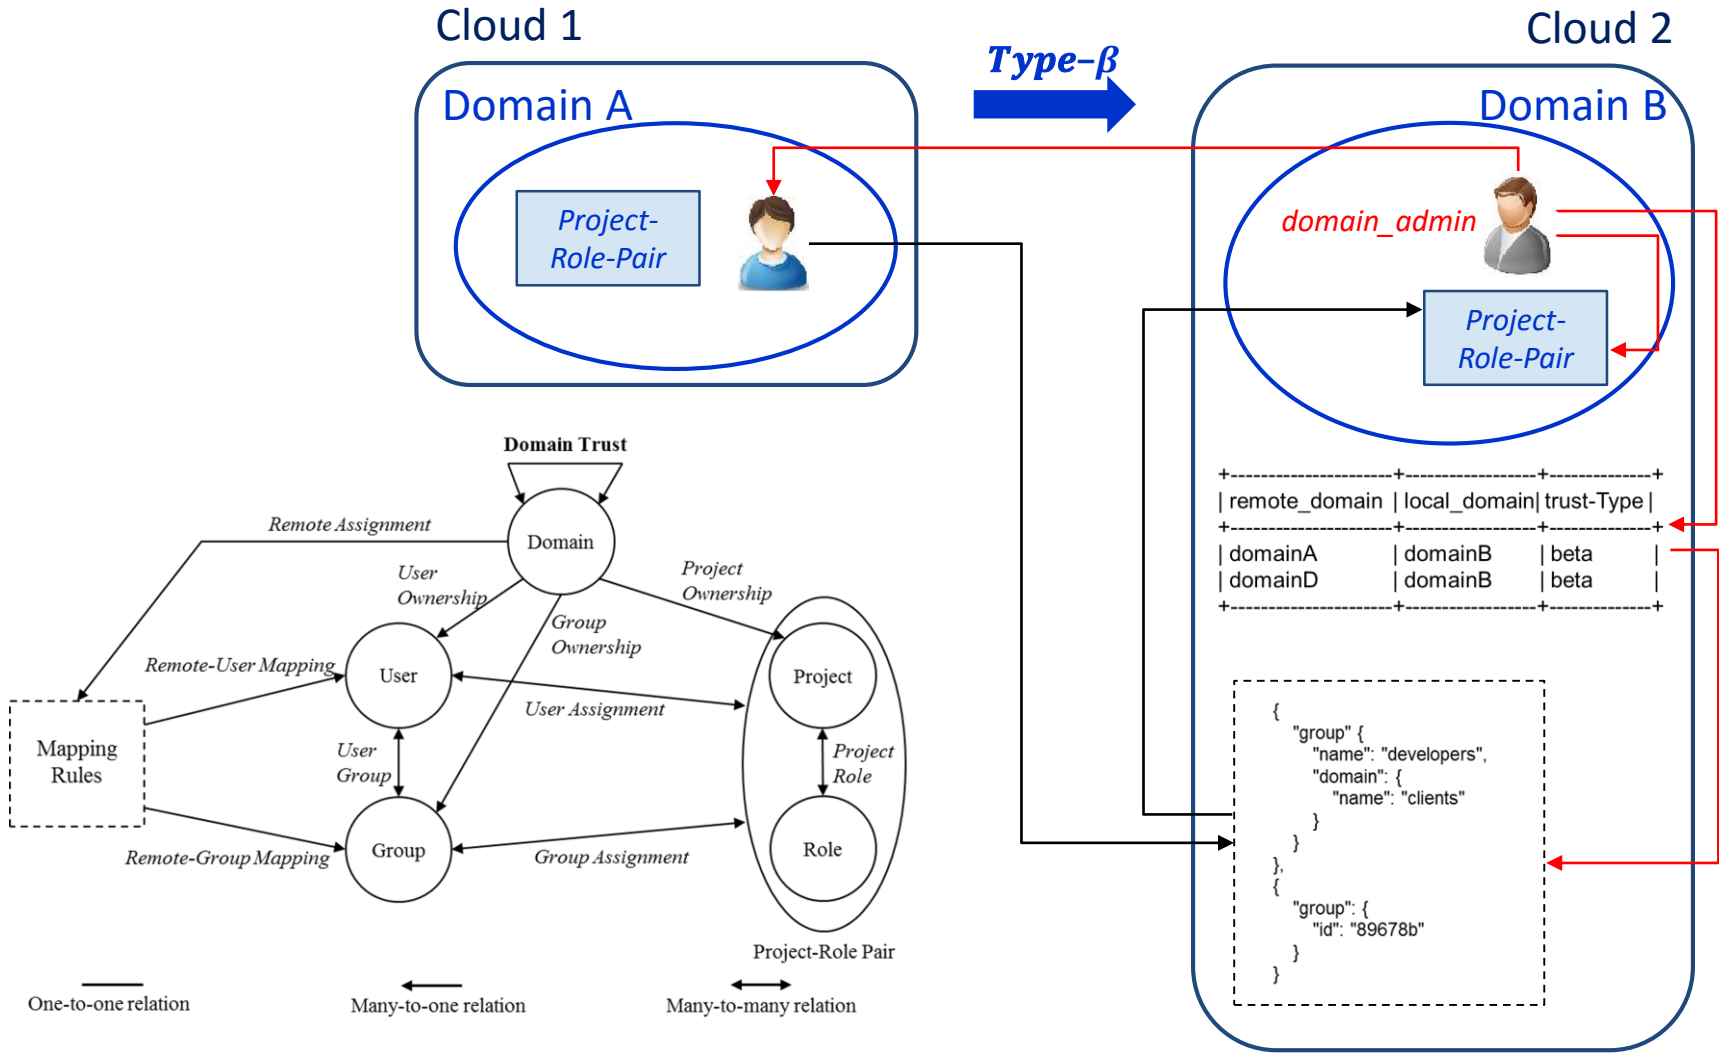 Cloud 1
Cloud 2
Type-β
Domain A
Domain B
Project-
Role-Pair
domain_admin
Project-
Role-Pair
Domain Trust
Remote Assignment
Domain
User
Ownership
Project
Ownership
Group
Ownership
Remote-User Mapping
User
Project
User Assignment
Mapping
Rules
User
Group
Project
Role
Remote-Group Mapping
Group
Group Assignment
Role
Project-Role Pair
One-to-one relation
Many-to-one relation
Many-to-many relation
+----------------------+------------------+--------------+
| remote_domain | local_domain| trust-Type |
+----------------------+------------------+--------------+
| domainA | domainB | beta |
| domainD | domainB | beta |
+----------------------+------------------+--------------+
{
"group" {
"name": "developers",
"domain": {
"name": "clients"
}
}
},
{
"group": {
"id": "89678b"
}
}